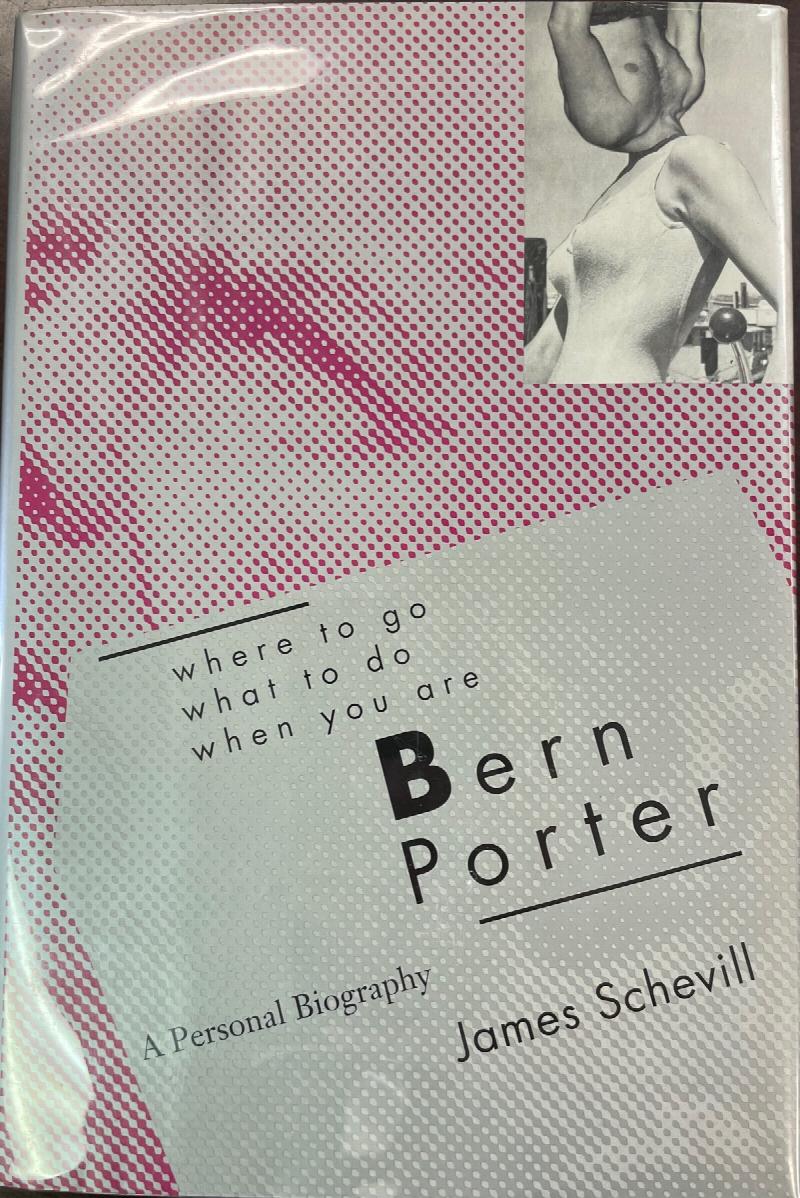 where to go
what to do
when you are
Bern
Porter
A Personal Biography
James Schevill